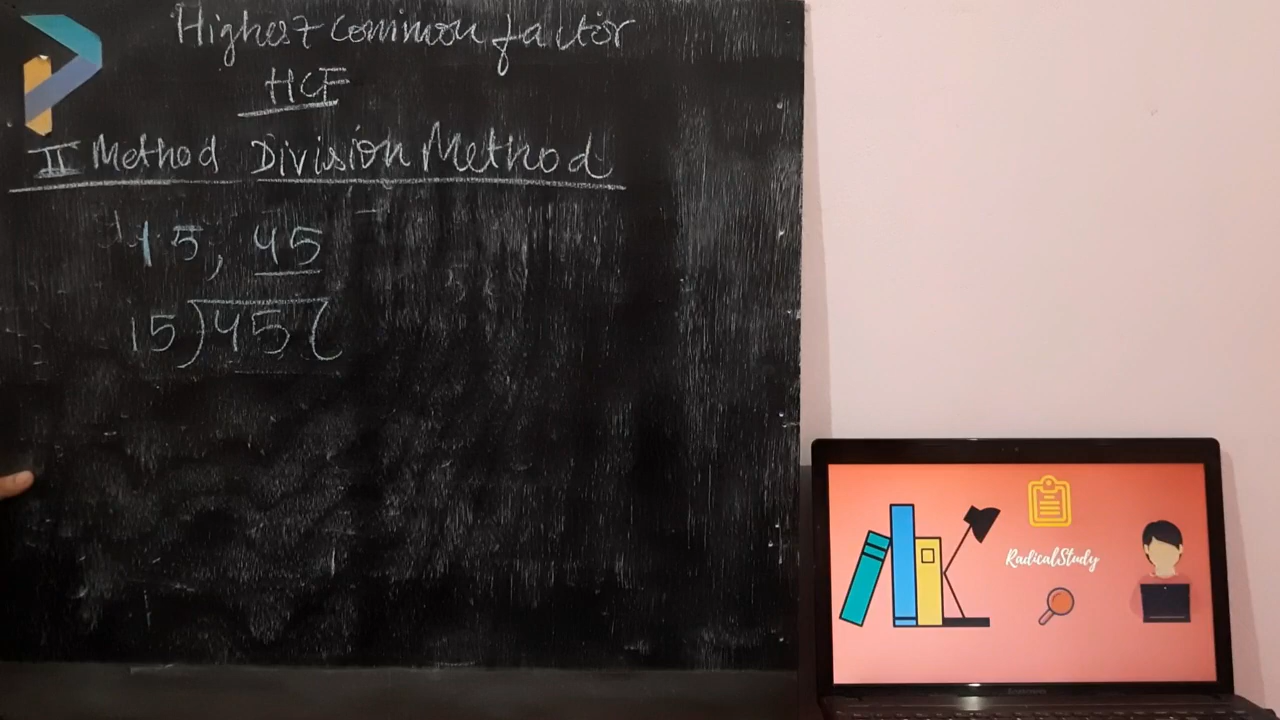 Highest common factor
HCF
II Method Division Method
15, 45
15)45(
RadicalStudy